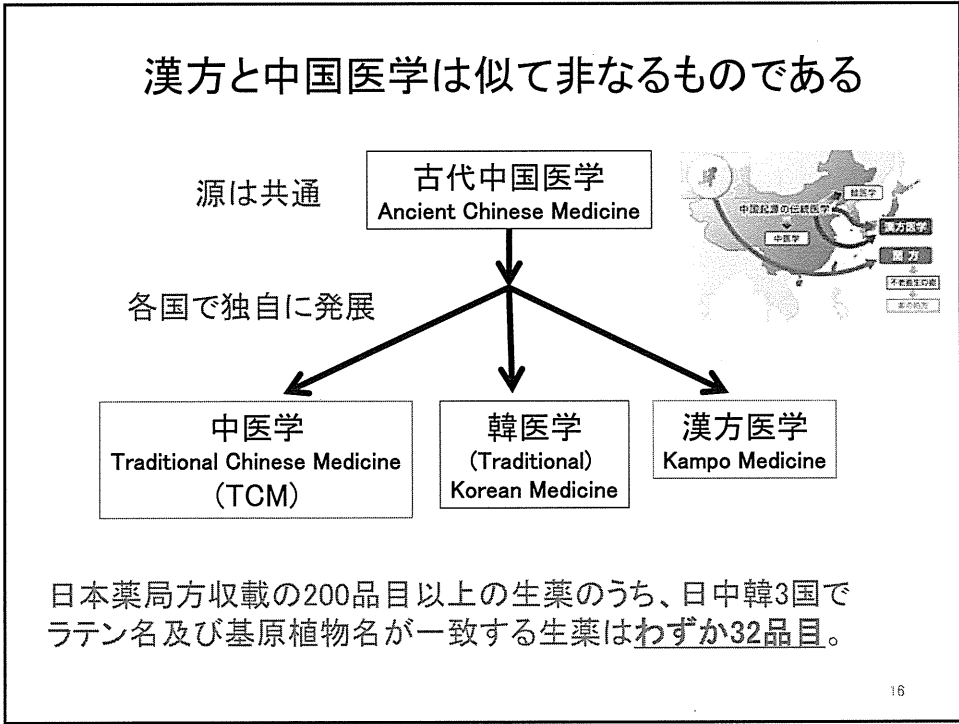 漢方と中国医学は似て非なるものである
源は共通
古代中国医学
Ancient Chinese Medicine
韓医学
中国起源の伝統医学
中医学
漢方医学
各国で独自に発展
中医学
Traditional Chinese Medicine
(TCM)
韓医学
(Traditional)
Korean Medicine
漢方医学
Kampo Medicine
日本薬局方収載の200品目以上の生薬のうち、日中韓3国で
ラテン名及び基原植物名が一致する生薬はわずか32品目。
16